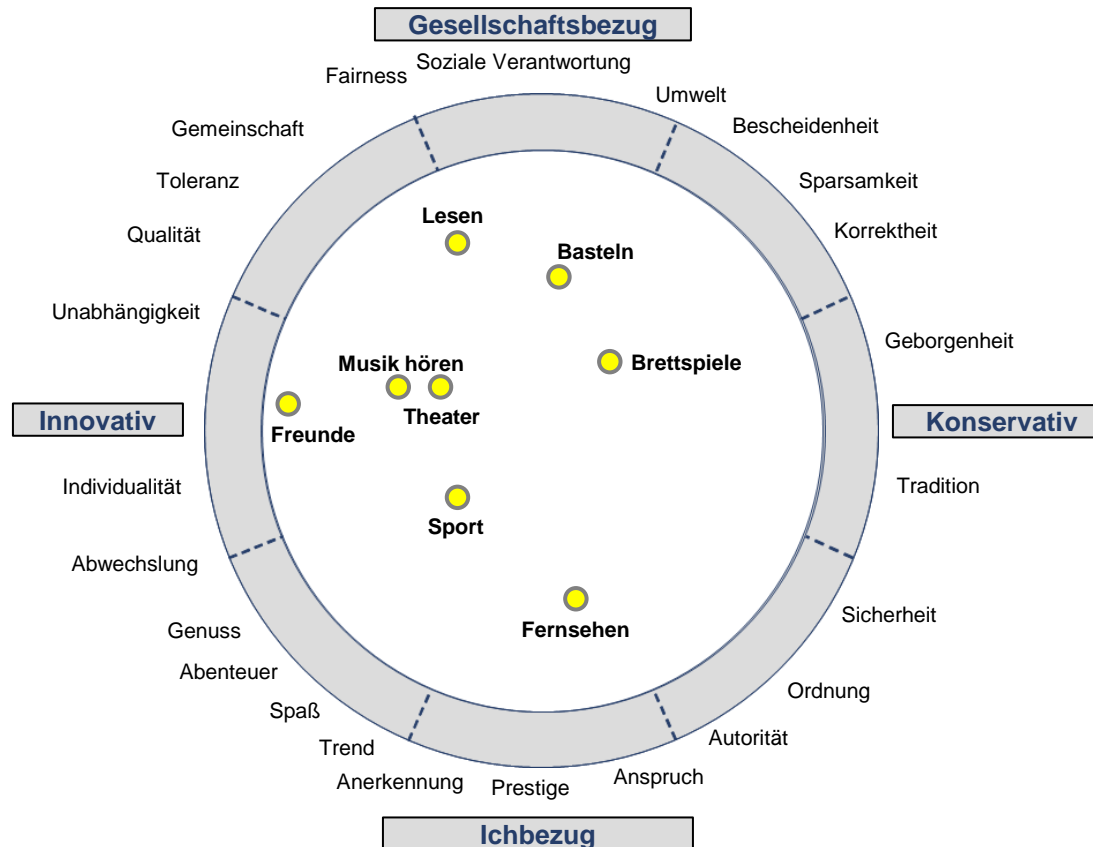 Gesellschaftsbezug
Soziale Verantwortung
Fairness
Umwelt
Gemeinschaft
Bescheidenheit
Toleranz
Sparsamkeit
Lesen
Qualität
Korrektheit
Basteln
Unabhängigkeit
Geborgenheit
Musik hören
Brettspiele
Theater
Innovativ
Konservativ
Freunde
Individualität
Tradition
Sport
Abwechslung
Sicherheit
Genuss
Fernsehen
Abenteuer
Ordnung
Spaß
Autorität
Trend
Anerkennung
Prestige
Anspruch
Ichbezug